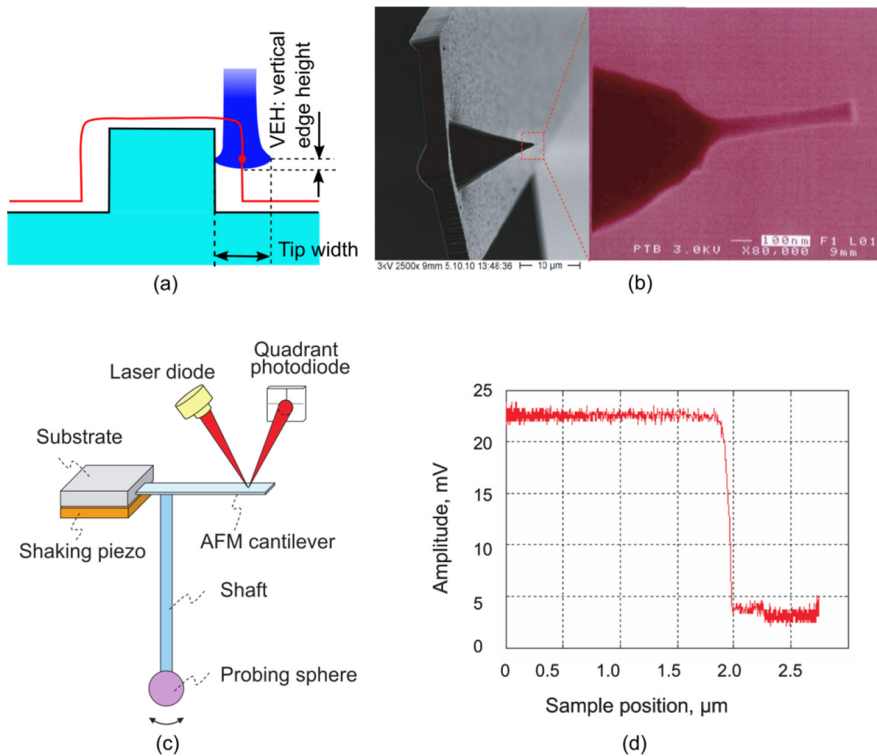 VEH: vertical
edge height
Tip width
(a)
3kV 2500x 9mm 5.10.10 13:48:36 10 µm
PTB 3.0KV 100nm F1 L01
X80,000 9mm
(b)
Laser diode
Quadrant
photodiode
Substrate
Shaking piezo
AFM cantilever
Shaft
Probing sphere
(c)
Amplitude, mV
25
20
15
10
5
0
0 0.5 1.0 1.5 2.0 2.5
Sample position, µm
(d)